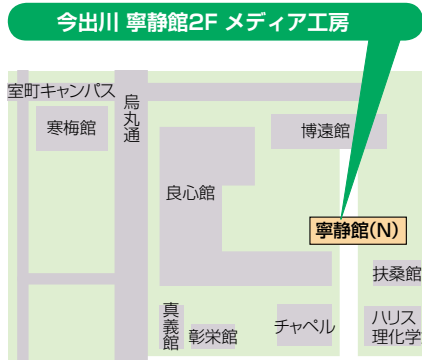 今出川 寧静館2F メディア工房
室町キャンパス
烏丸通
寒梅館
博遠館
良心館
寧静館(N)
扶桑館
真義館
彰栄館
チャペル
ハリス
理化学